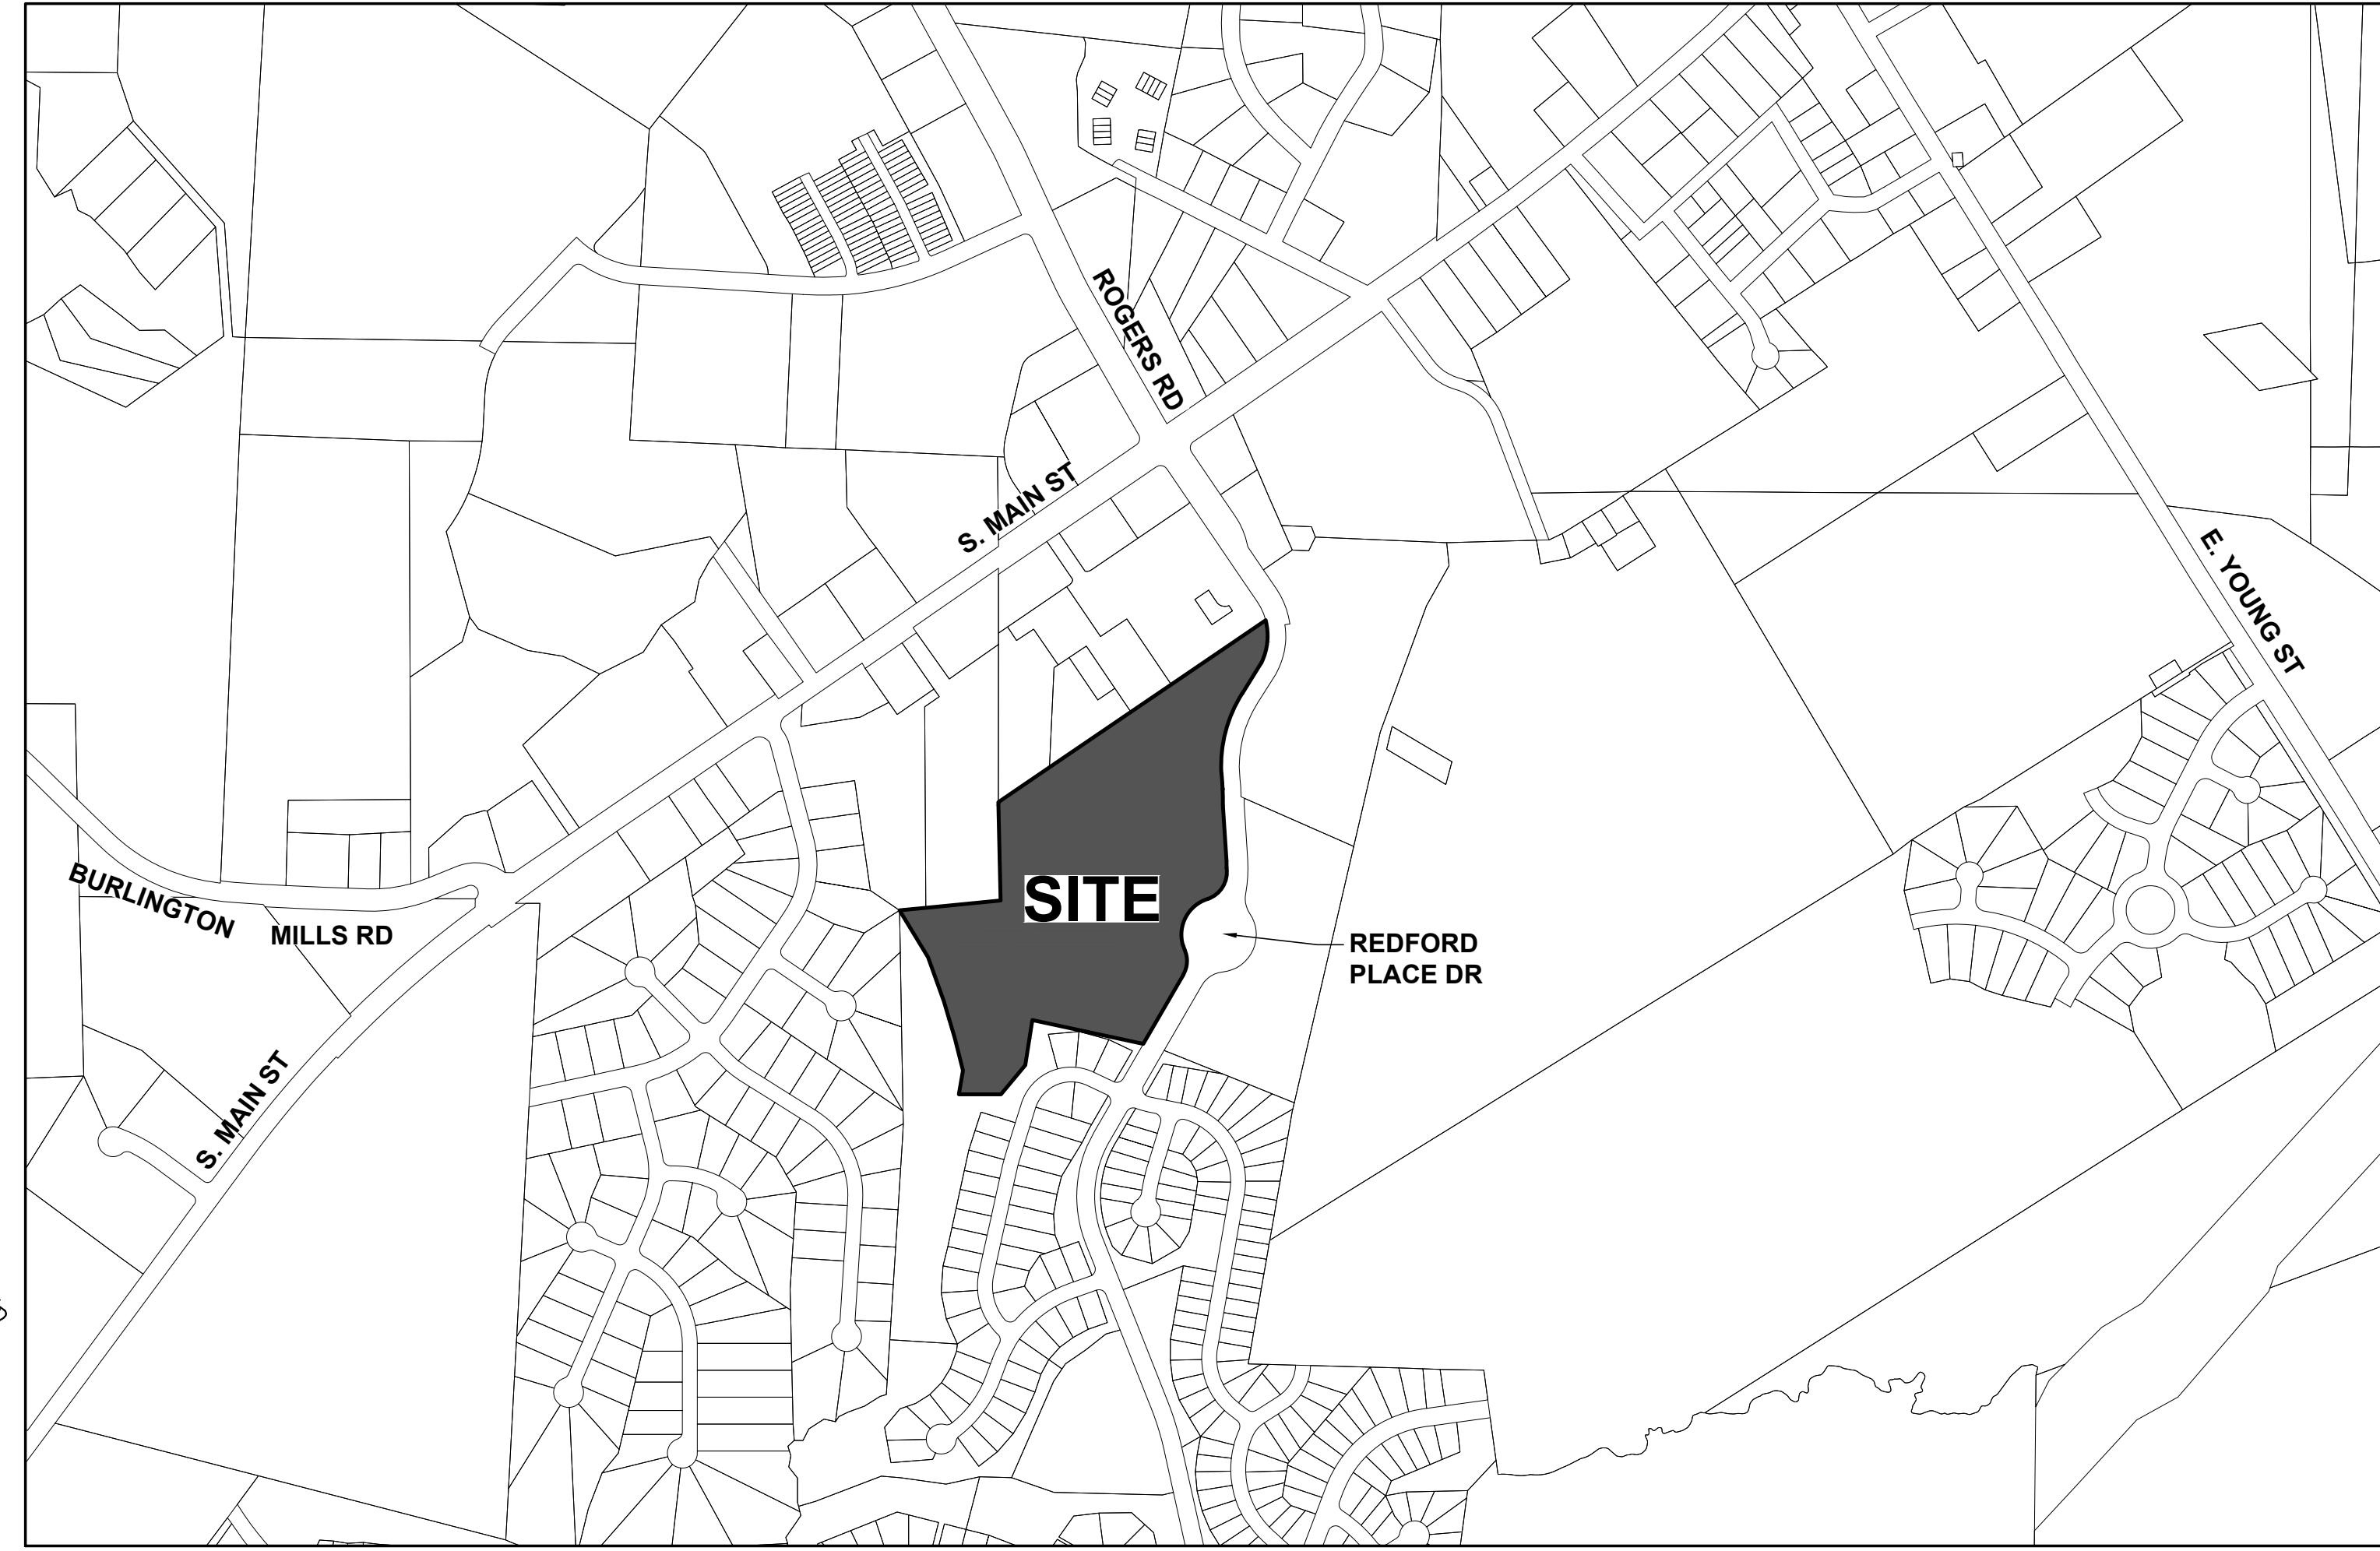 ROGERS RD
S. MAIN ST
E. YOUNG ST
BURLINGTON
MILLS RD
SITE
REDFORD
PLACE DR
S. MAIN ST